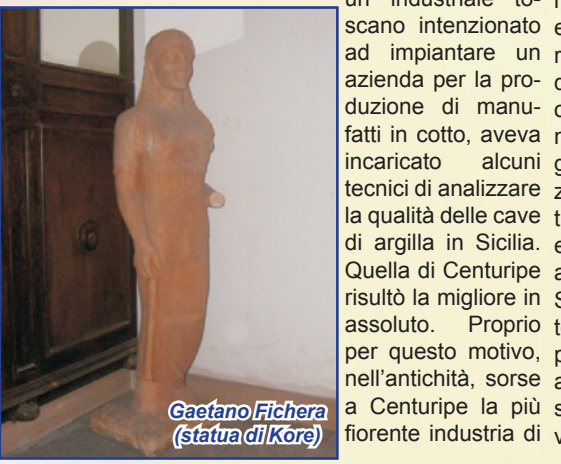 un industriale to-
scano intenzionato
ad impiantare un
azienda per la pro-
duzione di manu-
fatti in cotto, aveva
incaricato alcuni
tecnici di analizzare
la qualità delle cave
di argilla in Sicilia.
Quella di Centuripe
risultò la migliore in
assoluto. Proprio
per questo motivo,
nell'antichità, sorse
a Centuripe la più
fiorente industria di
Gaetano Fichera
(statua di Kore)